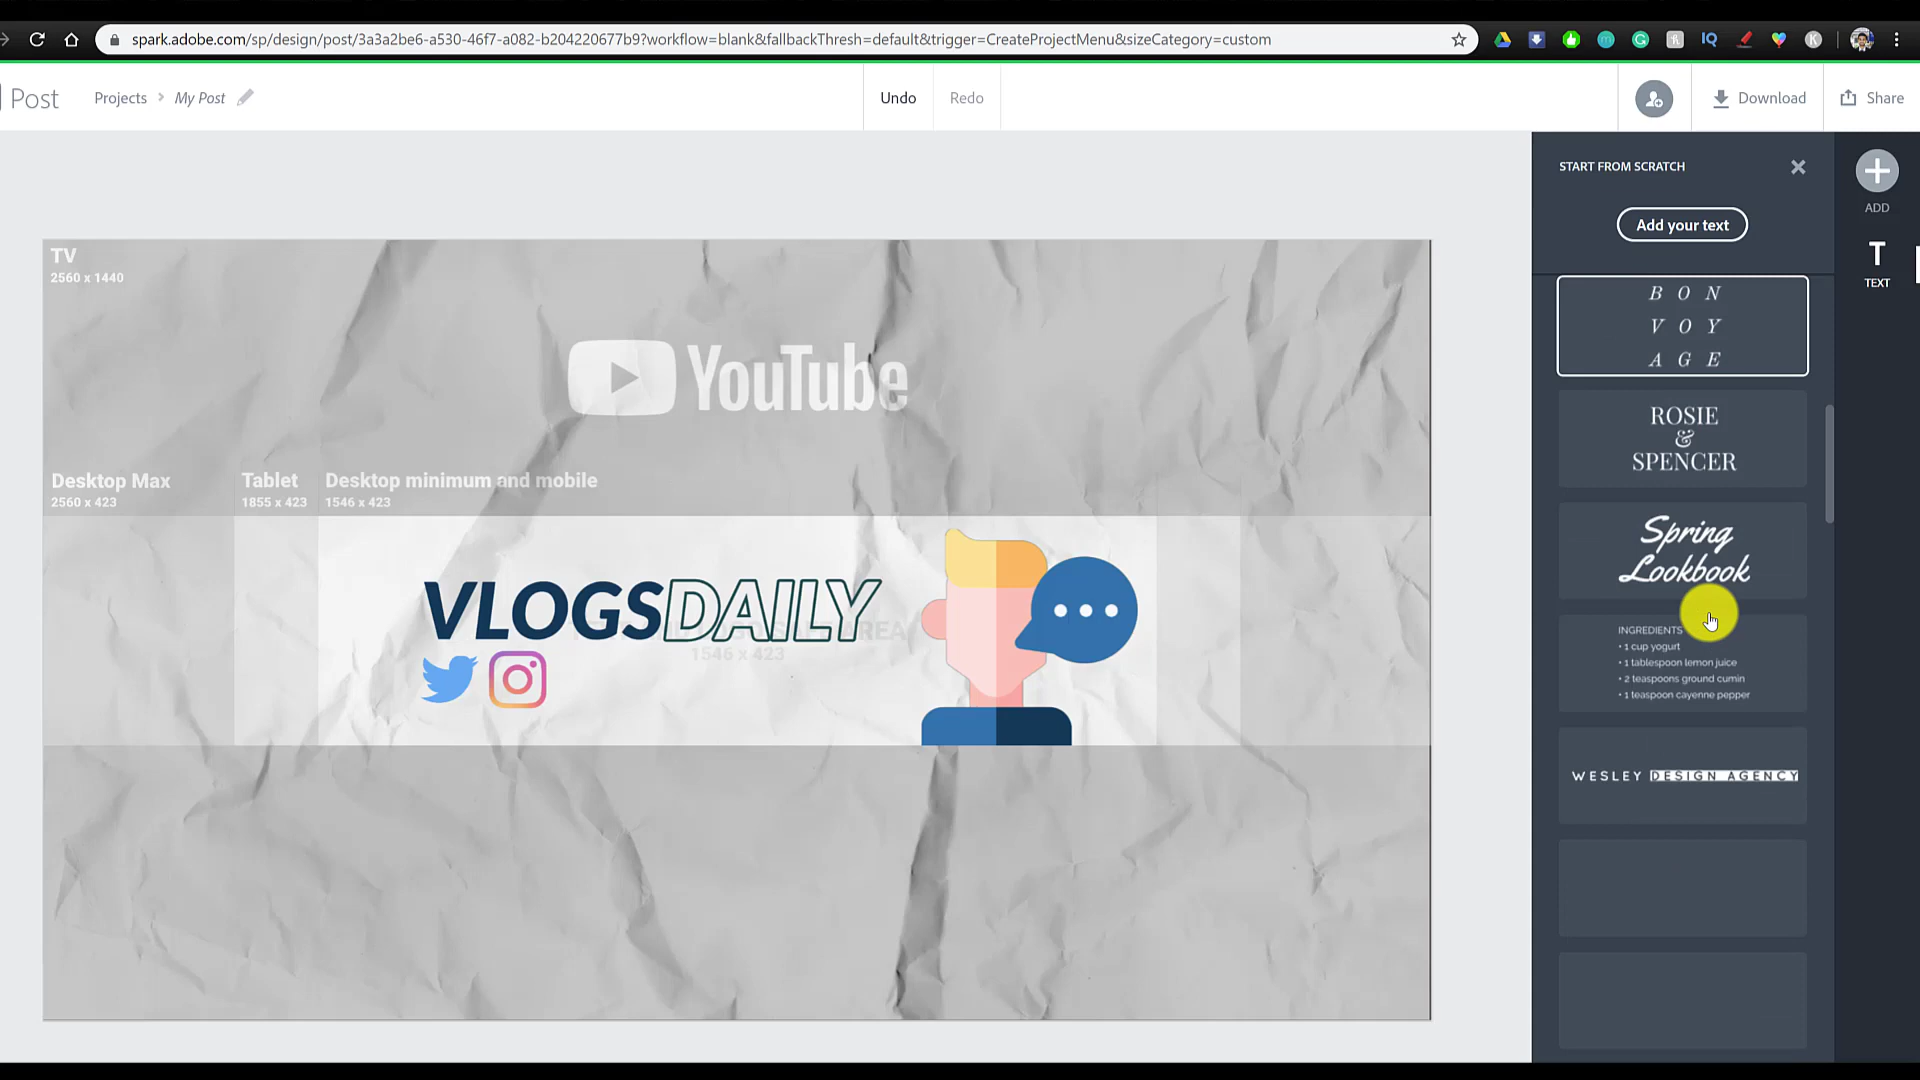 spark.adobe.com/sp/design/post/3a3a2be6-a530-46f7-a082-b204220677b9?workflow=blank&fallbackThresh=default&trigger=CreateProjectMenu&sizeCategory=custom
IQ
K
Post
Projects > My Post
Undo
Redo
Download
Share
START FROM SCRATCH
Add your text
ADD
T
TEXT
TV
2560 x 1440
YouTube
Desktop Max
2560 x 423
Tablet
1855 x 423
Desktop minimum and mobile
1546 x 423
VLOGSDAILY
AREA
1546 x 423
B O N
V O Y
A G E
ROSIE
&
SPENCER
Spring
Lookbook
INGREDIENTS
• 1 cup yogurt
• 1 tablespoon lemon juice
• 2 teaspoons ground cumin
• 1 teaspoon cayenne pepper
WESLEY DESIGN AGENCY